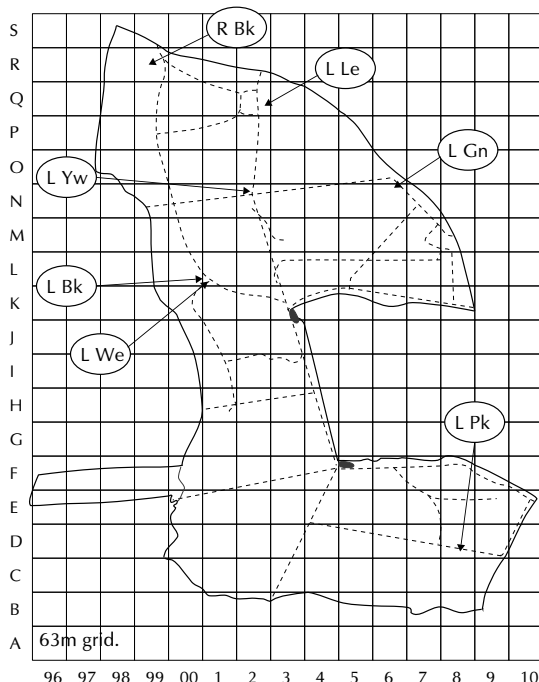 S
R Bk
R
L Le
Q
P
O
L Gn
L Yw
N
M
L
L Bk
K
J
L We
I
H
L Pk
G
F
E
D
C
B
A
63m grid.
96 97 98 99 00 1 2 3 4 5 6 7 8 9 10